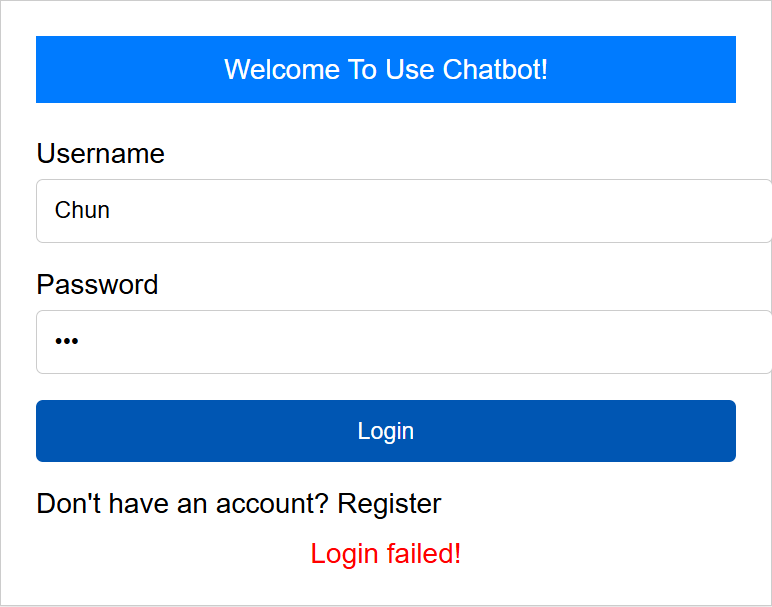 Welcome To Use Chatbot!
Username
Chun
Password
•••
Login
Don't have an account? Register
Login failed!